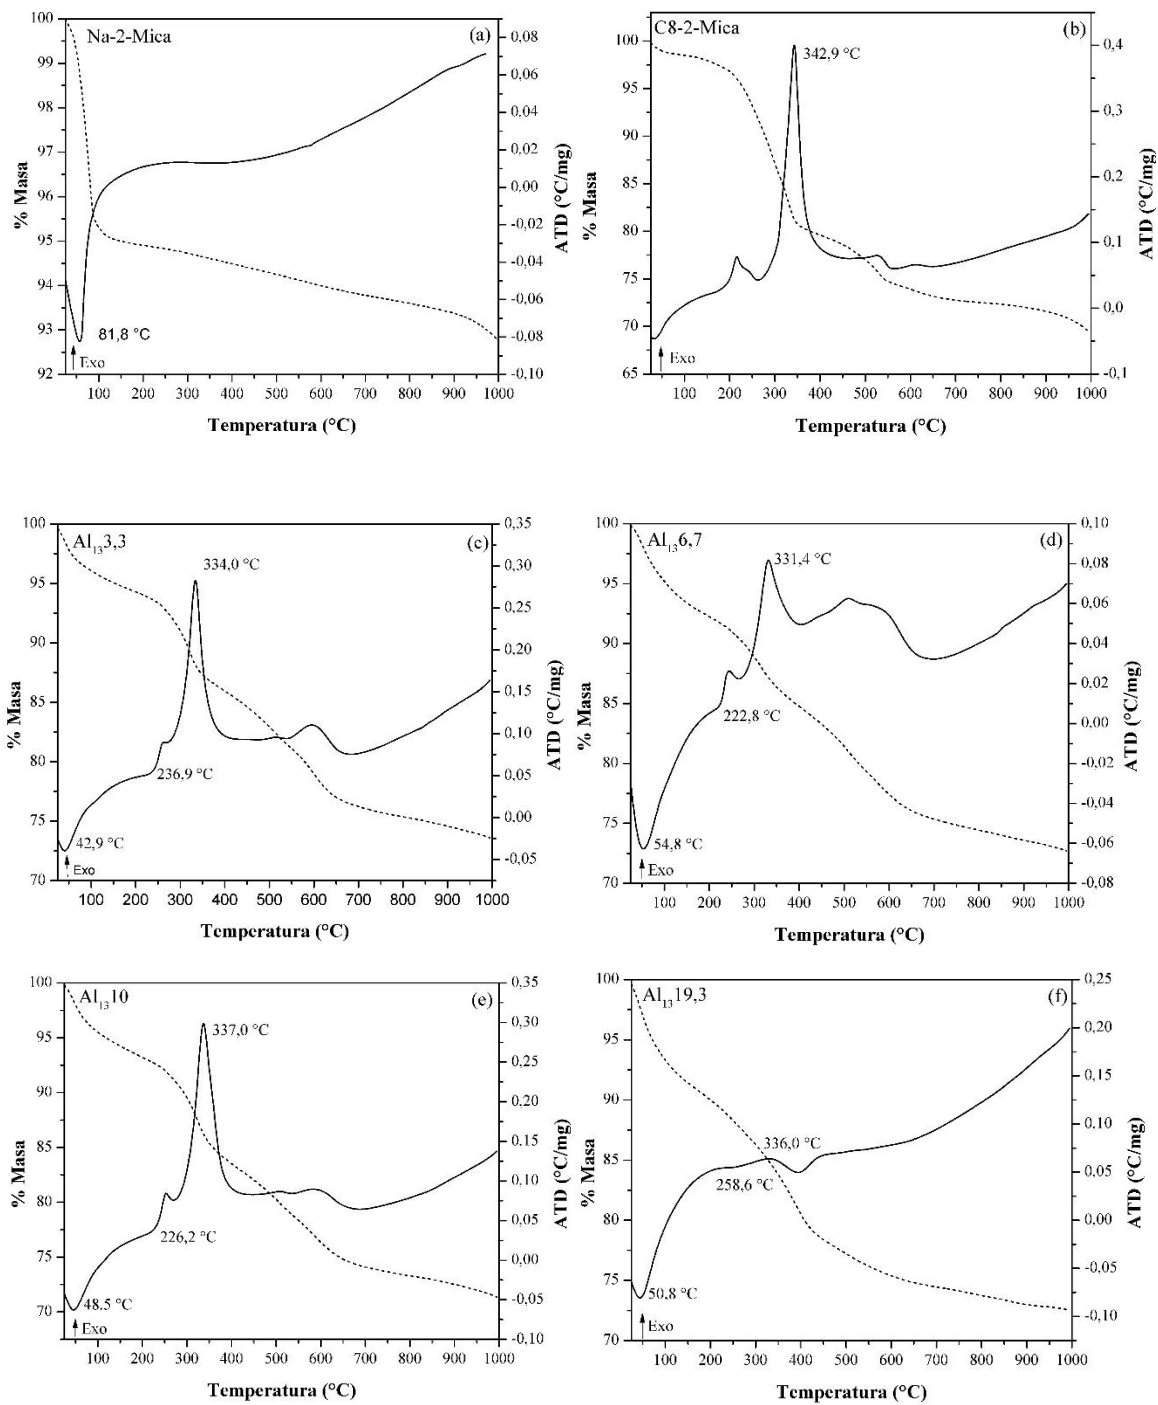 Na-2-Mica
(a)
81,8 °C
Exo
% Masa
100
99
98
97
96
95
94
93
92
ATD (°C/mg)
0,08
0,06
0,04
0,02
0,00
-0,02
-0,04
-0,06
-0,08
-0,10
100 200 300 400 500 600 700 800 900 1000
Temperatura (°C)
C8-2-Mica
(b)
342,9 °C
Exo
% Masa
100
95
90
85
80
75
70
65
ATD (°C/mg)
0,4
0,3
0,2
0,1
0,0
-0,1
100 200 300 400 500 600 700 800 900 1000
Temperatura (°C)
Al₁₃3,3
(c)
334,0 °C
236,9 °C
42,9 °C
Exo
% Masa
100
95
90
85
80
75
70
ATD (°C/mg)
0,35
0,30
0,25
0,20
0,15
0,10
0,05
0,00
-0,05
100 200 300 400 500 600 700 800 900 1000
Temperatura (°C)
Al₁₃6,7
(d)
331,4 °C
222,8 °C
54,8 °C
Exo
% Masa
100
95
90
85
80
75
70
ATD (°C/mg)
0,10
0,08
0,06
0,04
0,02
0,00
-0,02
-0,04
-0,06
-0,08
100 200 300 400 500 600 700 800 900 1000
Temperatura (°C)
Al₁₃10
(e)
337,0 °C
226,2 °C
48.5 °C
Exo
% Masa
100
95
90
85
80
75
70
ATD (°C/mg)
0,35
0,30
0,25
0,20
0,15
0,10
0,05
0,00
-0,05
-0,10
100 200 300 400 500 600 700 800 900 1000
Temperatura (°C)
Al₁₃19,3
(f)
336,0 °C
258,6 °C
50,8 °C
Exo
% Masa
100
95
90
85
80
75
70
ATD (°C/mg)
0,25
0,20
0,15
0,10
0,05
0,00
-0,05
-0,10
100 200 300 400 500 600 700 800 900 1000
Temperatura (°C)